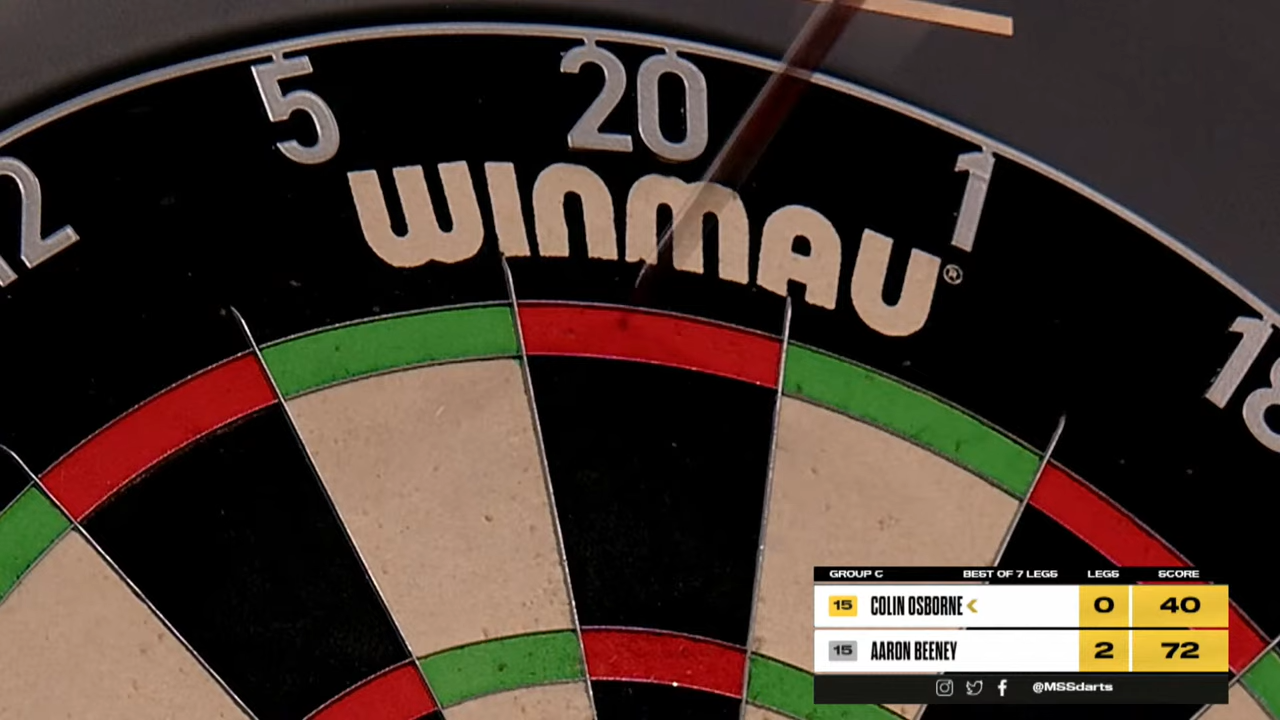 5 20 1
12 18
WINMAU®
GROUP C BEST OF 7 LEGS LEGS SCORE
15 COLIN OSBORNE 0 40
15 AARON BEENEY 2 72
@MSSdarts